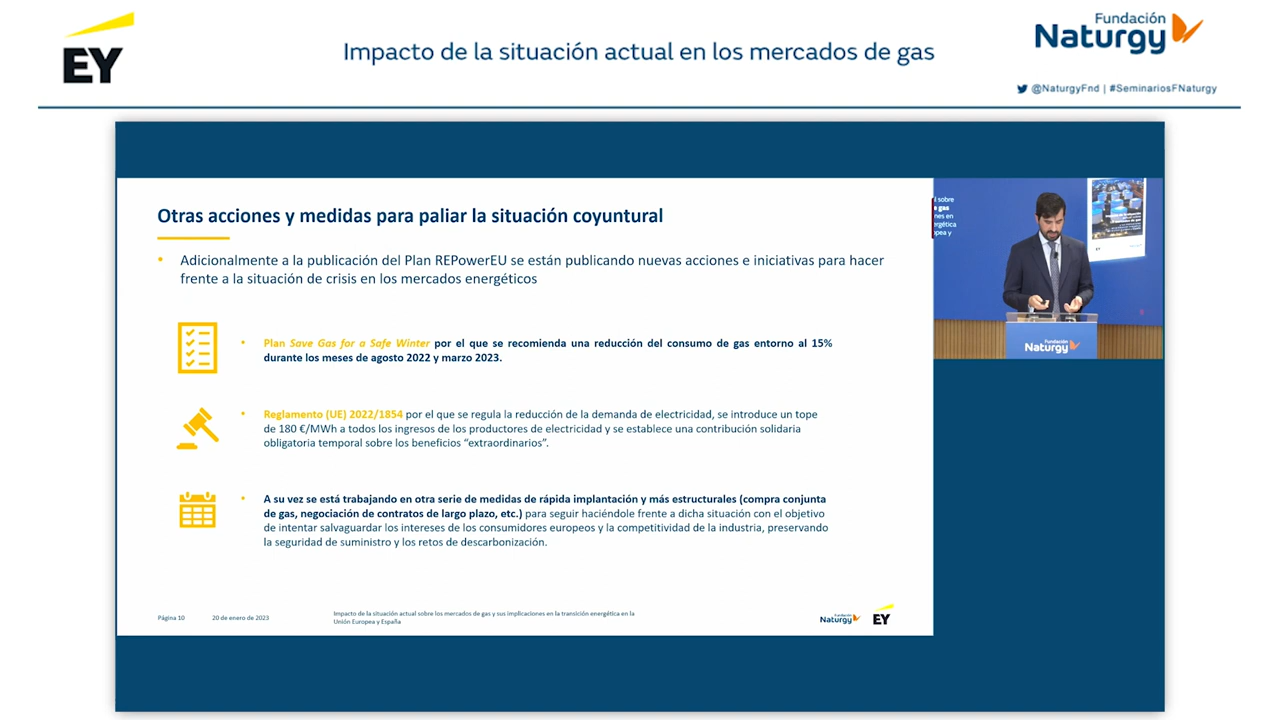 EY
Impacto de la situación actual en los mercados de gas
Fundación
Naturgy
@NaturgyFnd | #SeminariosFNaturgy
Otras acciones y medidas para paliar la situación coyuntural
• Adicionalmente a la publicación del Plan REPowerEU se están publicando nuevas acciones e iniciativas para hacer
frente a la situación de crisis en los mercados energéticos
• Plan Save Gas for a Safe Winter por el que se recomienda una reducción del consumo de gas entorno al 15%
durante los meses de agosto 2022 y marzo 2023.
• Reglamento (UE) 2022/1854 por el que se regula la reducción de la demanda de electricidad, se introduce un tope
de 180 €/MWh a todos los ingresos de los productores de electricidad y se establece una contribución solidaria
obligatoria temporal sobre los beneficios “extraordinarios”.
• A su vez se está trabajando en otra serie de medidas de rápida implantación y más estructurales (compra conjunta
de gas, negociación de contratos de largo plazo, etc.) para seguir haciéndole frente a dicha situación con el objetivo
de intentar salvaguardar los intereses de los consumidores europeos y la competitividad de la industria, preservando
la seguridad de suministro y los retos de descarbonización.
Página 10 20 de enero de 2023
Impacto de la situación actual sobre los mercados de gas y sus implicaciones en la transición energética en la
Unión Europea y España
Fundación
Naturgy
EY
sobre
gas
nes en
ergética
opea y
Fundación
Naturgy